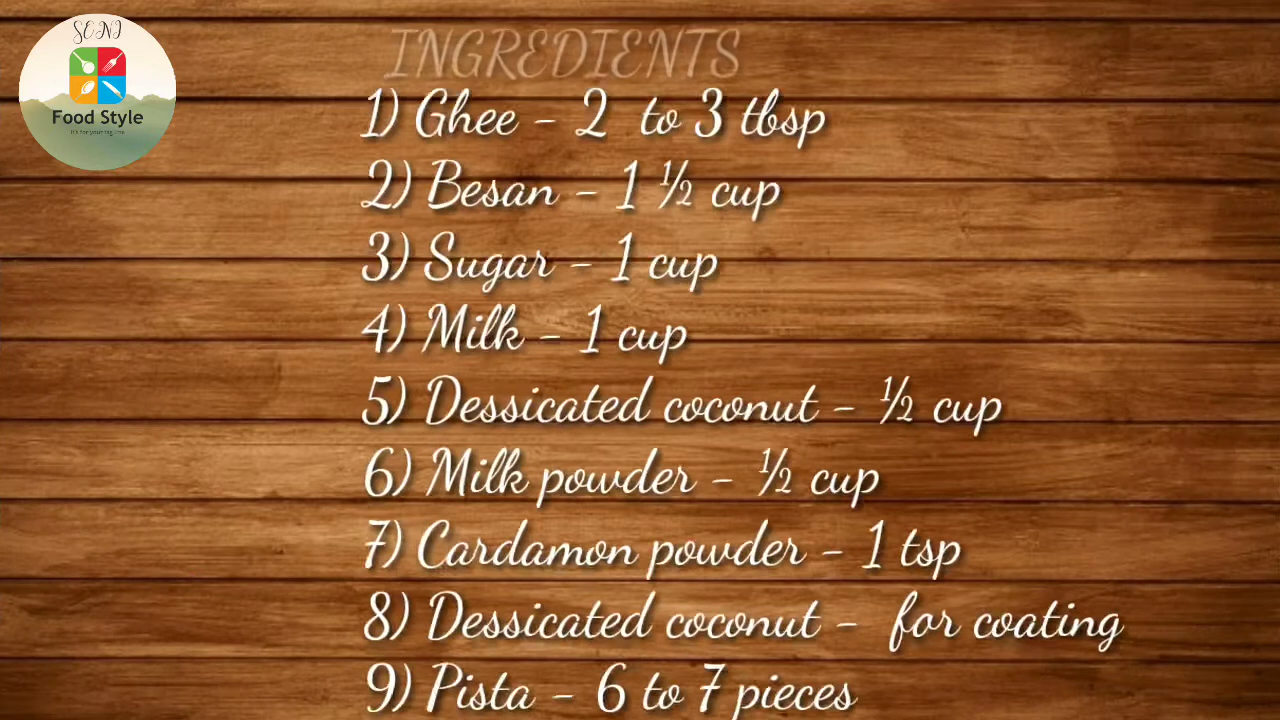 SENI
Food Style
INGREDIENTS
1) Ghee - 2 to 3 tbsp
2) Besan - 1 ½ cup
3) Sugar - 1 cup
4) Milk - 1 cup
5) Dessicated coconut - ½ cup
6) Milk powder - ½ cup
7) Cardamon powder - 1 tsp
8) Dessicated coconut - for coating
9) Pista - 6 to 7 pieces